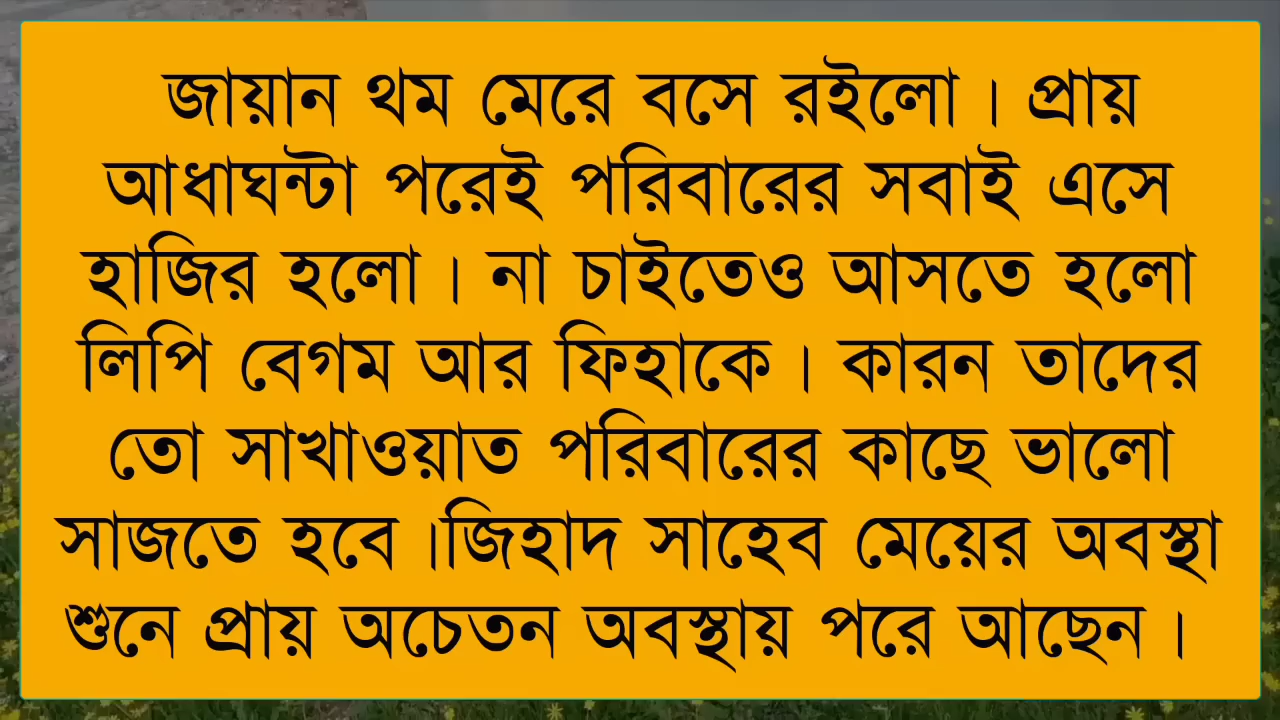 জায়ান থম মেরে বসে রইলো। প্রায়
আধাঘন্টা পরেই পরিবারের সবাই এসে
হাজির হলো। না চাইতেও আসতে হলো
লিপি বেগম আর ফিহাকে। কারন তাদের
তো সাখাওয়াত পরিবারের কাছে ভালো
সাজতে হবে।জিহাদ সাহেব মেয়ের অবস্থা
শুনে প্রায় অচেতন অবস্থায় পরে আছেন।